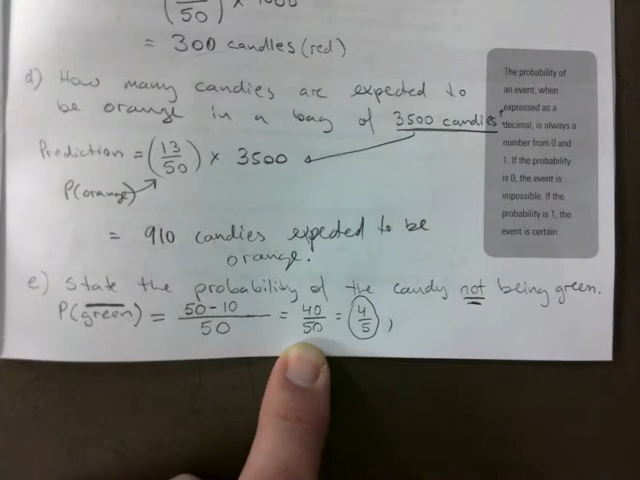 50
= 300 candles (red)
d) How many candies are expected to
be orange in a bag of 3500 candies?
Prediction = (13/50) × 3500
P(orange)
= 910 candies expected to be
orange.
e) State the probability of the candy not being green.
P(green) = 50-10/50 = 40/50 = 4/5
The probability of
an event, when
expressed as a
decimal, is always a
number from 0 and
1. If the probability
is 0, the event is
impossible. If the
probability is 1, the
event is certain.